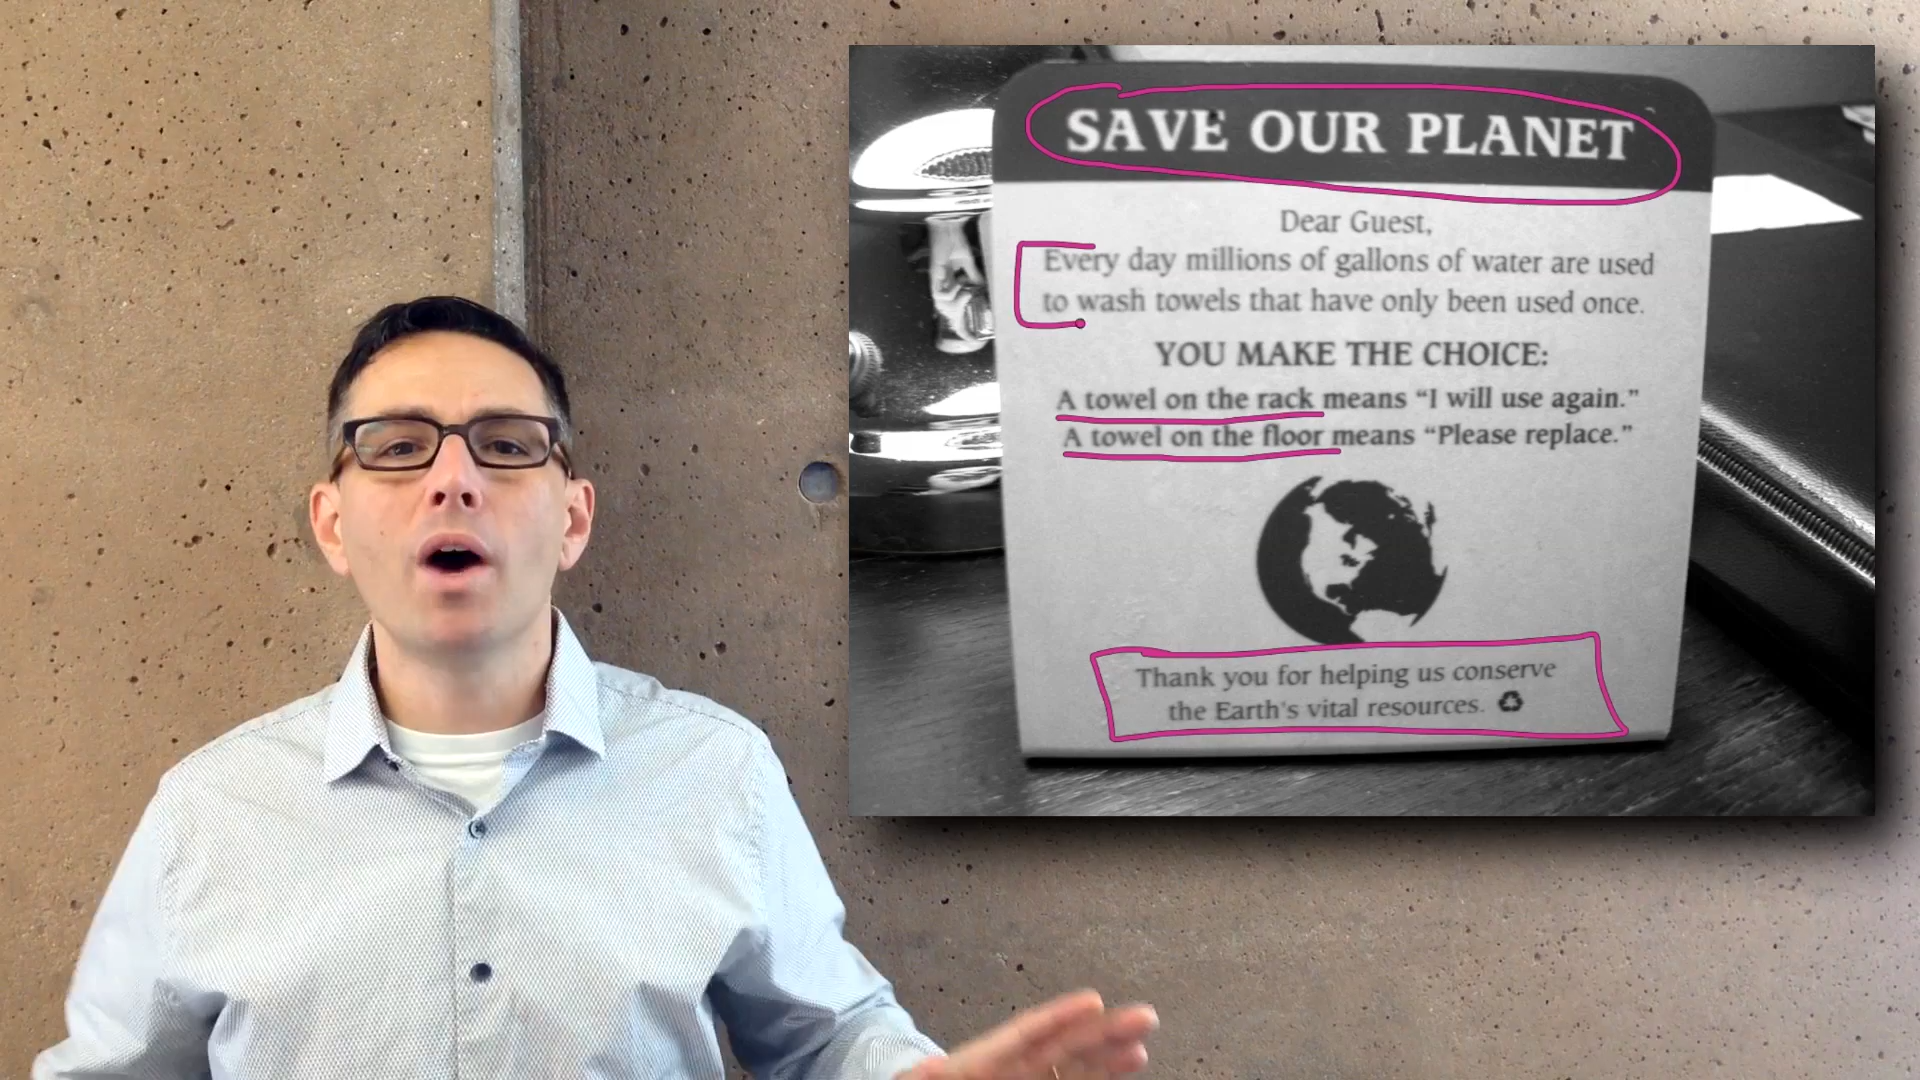 SAVE OUR PLANET
Dear Guest,
Every day millions of gallons of water are used
to wash towels that have only been used once.
YOU MAKE THE CHOICE:
A towel on the rack means “I will use again.”
A towel on the floor means “Please replace.”
Thank you for helping us conserve
the Earth's vital resources.